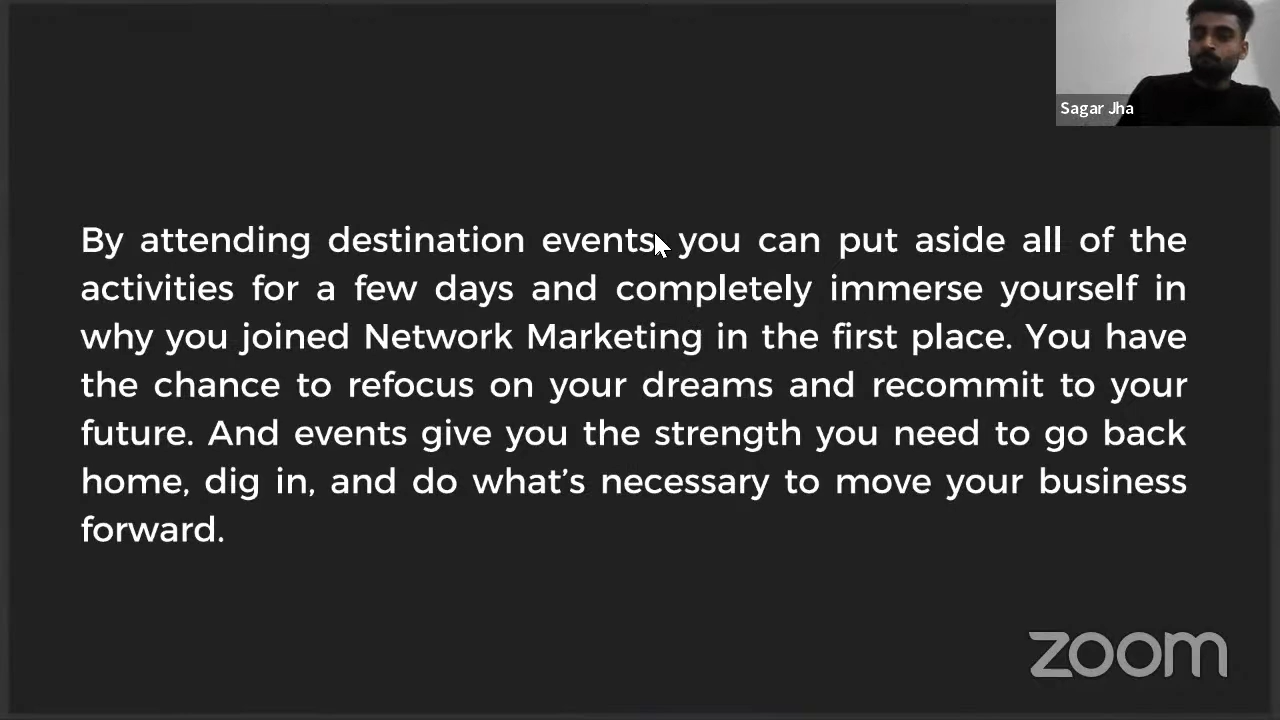 Sagar Jha
By attending destination events, you can put aside all of the
activities for a few days and completely immerse yourself in
why you joined Network Marketing in the first place. You have
the chance to refocus on your dreams and recommit to your
future. And events give you the strength you need to go back
home, dig in, and do what’s necessary to move your business
forward.
zoom